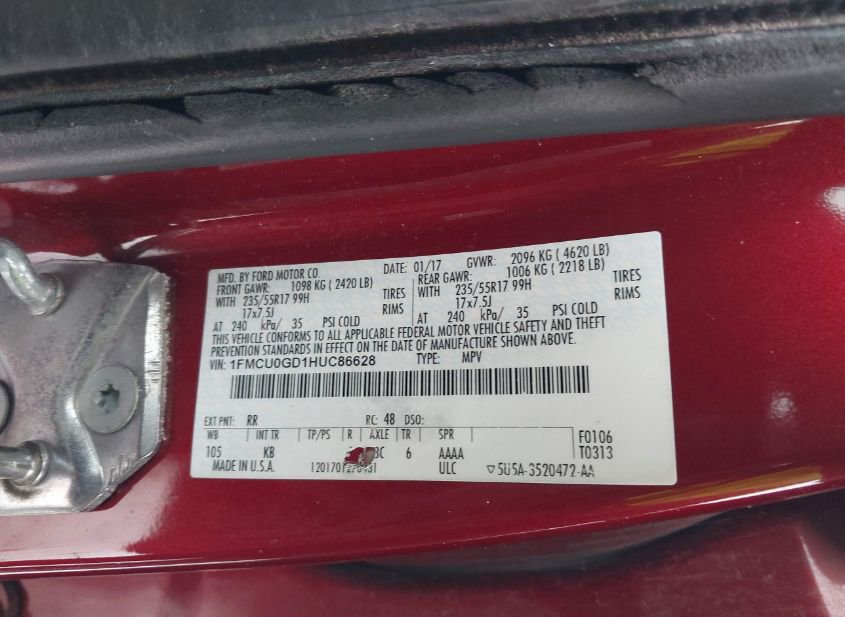 MFD. BY FORD MOTOR CO. DATE: 01/17 GVWR: 2096 KG ( 4620 LB)
FRONT GAWR: 1098 KG ( 2420 LB) REAR GAWR: 1006 KG ( 2218 LB)
WITH 235/55R17 99H TIRES WITH 235/55R17 99H TIRES
17x7.5J RIMS 17x7.5J RIMS
AT 240 kPa/ 35 PSI COLD AT 240 kPa/ 35 PSI COLD
THIS VEHICLE CONFORMS TO ALL APPLICABLE FEDERAL MOTOR VEHICLE SAFETY AND THEFT
PREVENTION STANDARDS IN EFFECT ON THE DATE OF MANUFACTURE SHOWN ABOVE.
VIN: 1FMCU0GD1HUC86628 TYPE: MPV
EXT PNT: RR RC: 48 DSO:
WB INT TR TP/PS R AXLE TR SPR F0106
105 KB 6 AAAA T0313
MADE IN U.S.A. ULC ▽5U5A-3520472-AA